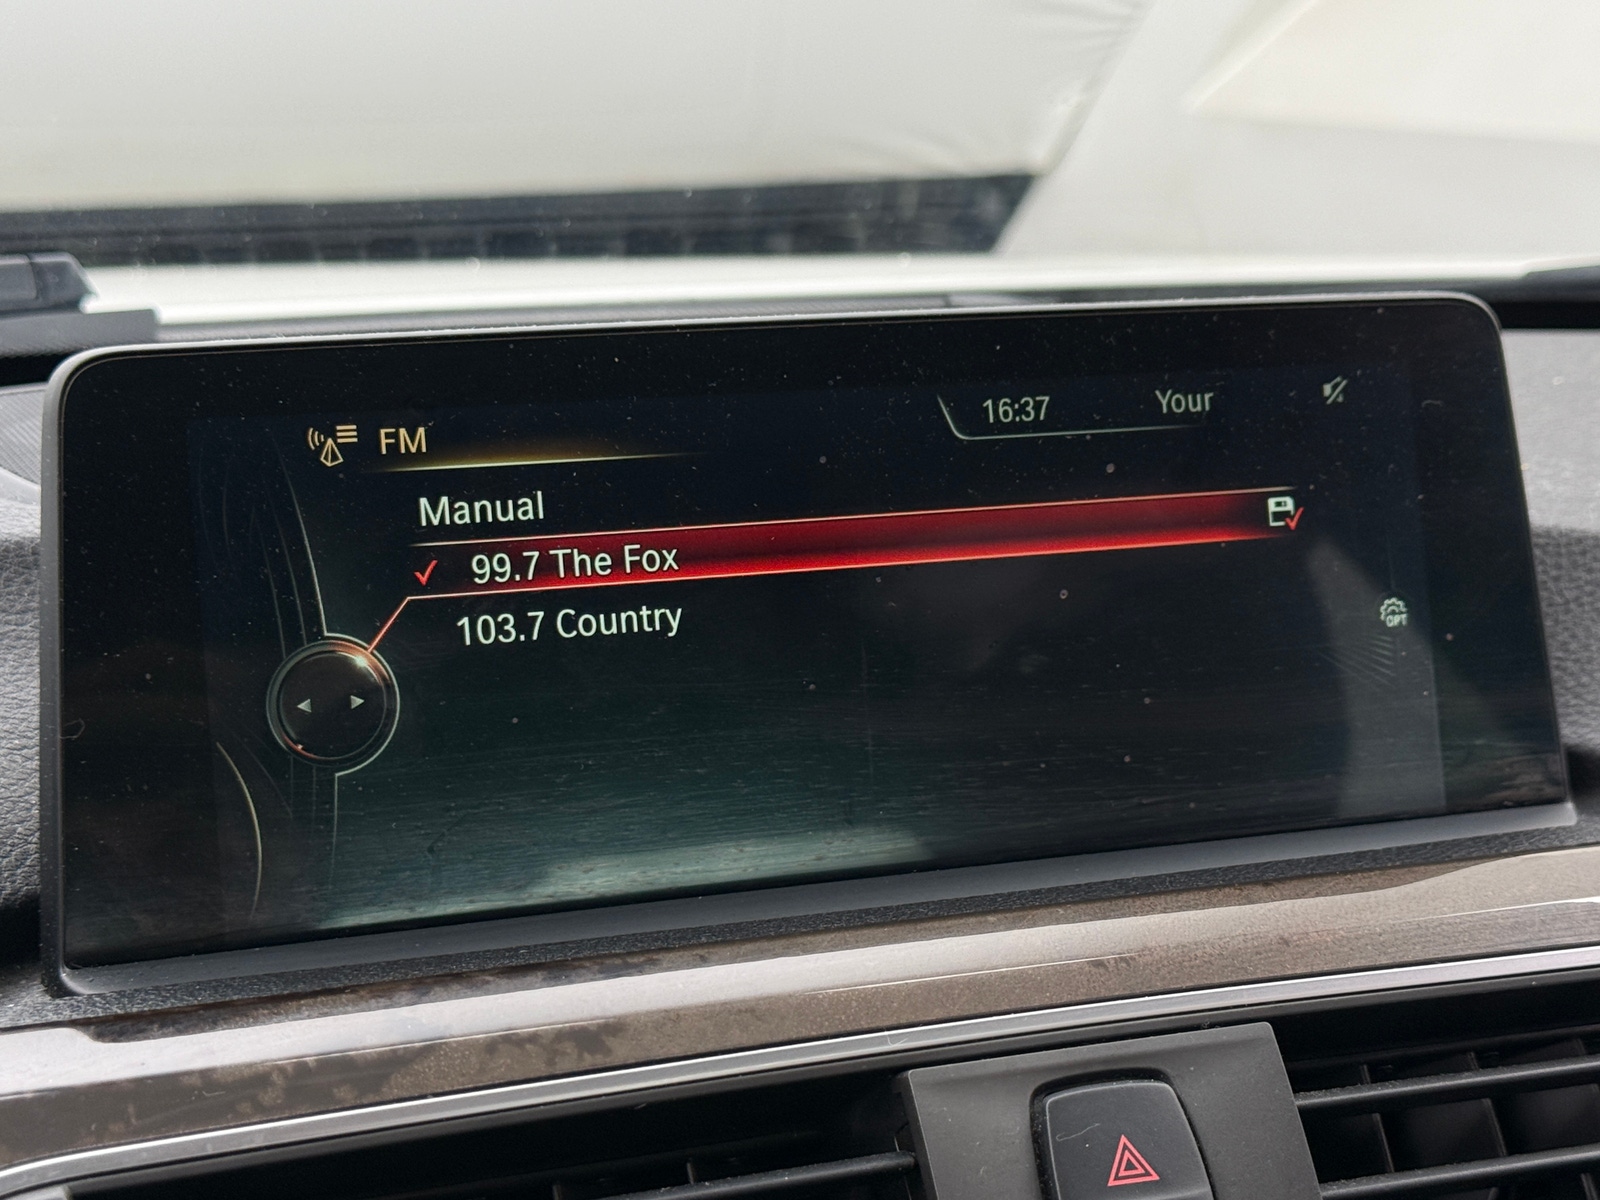 FM
16:37 Your
Manual
99.7 The Fox
103.7 Country
OPT